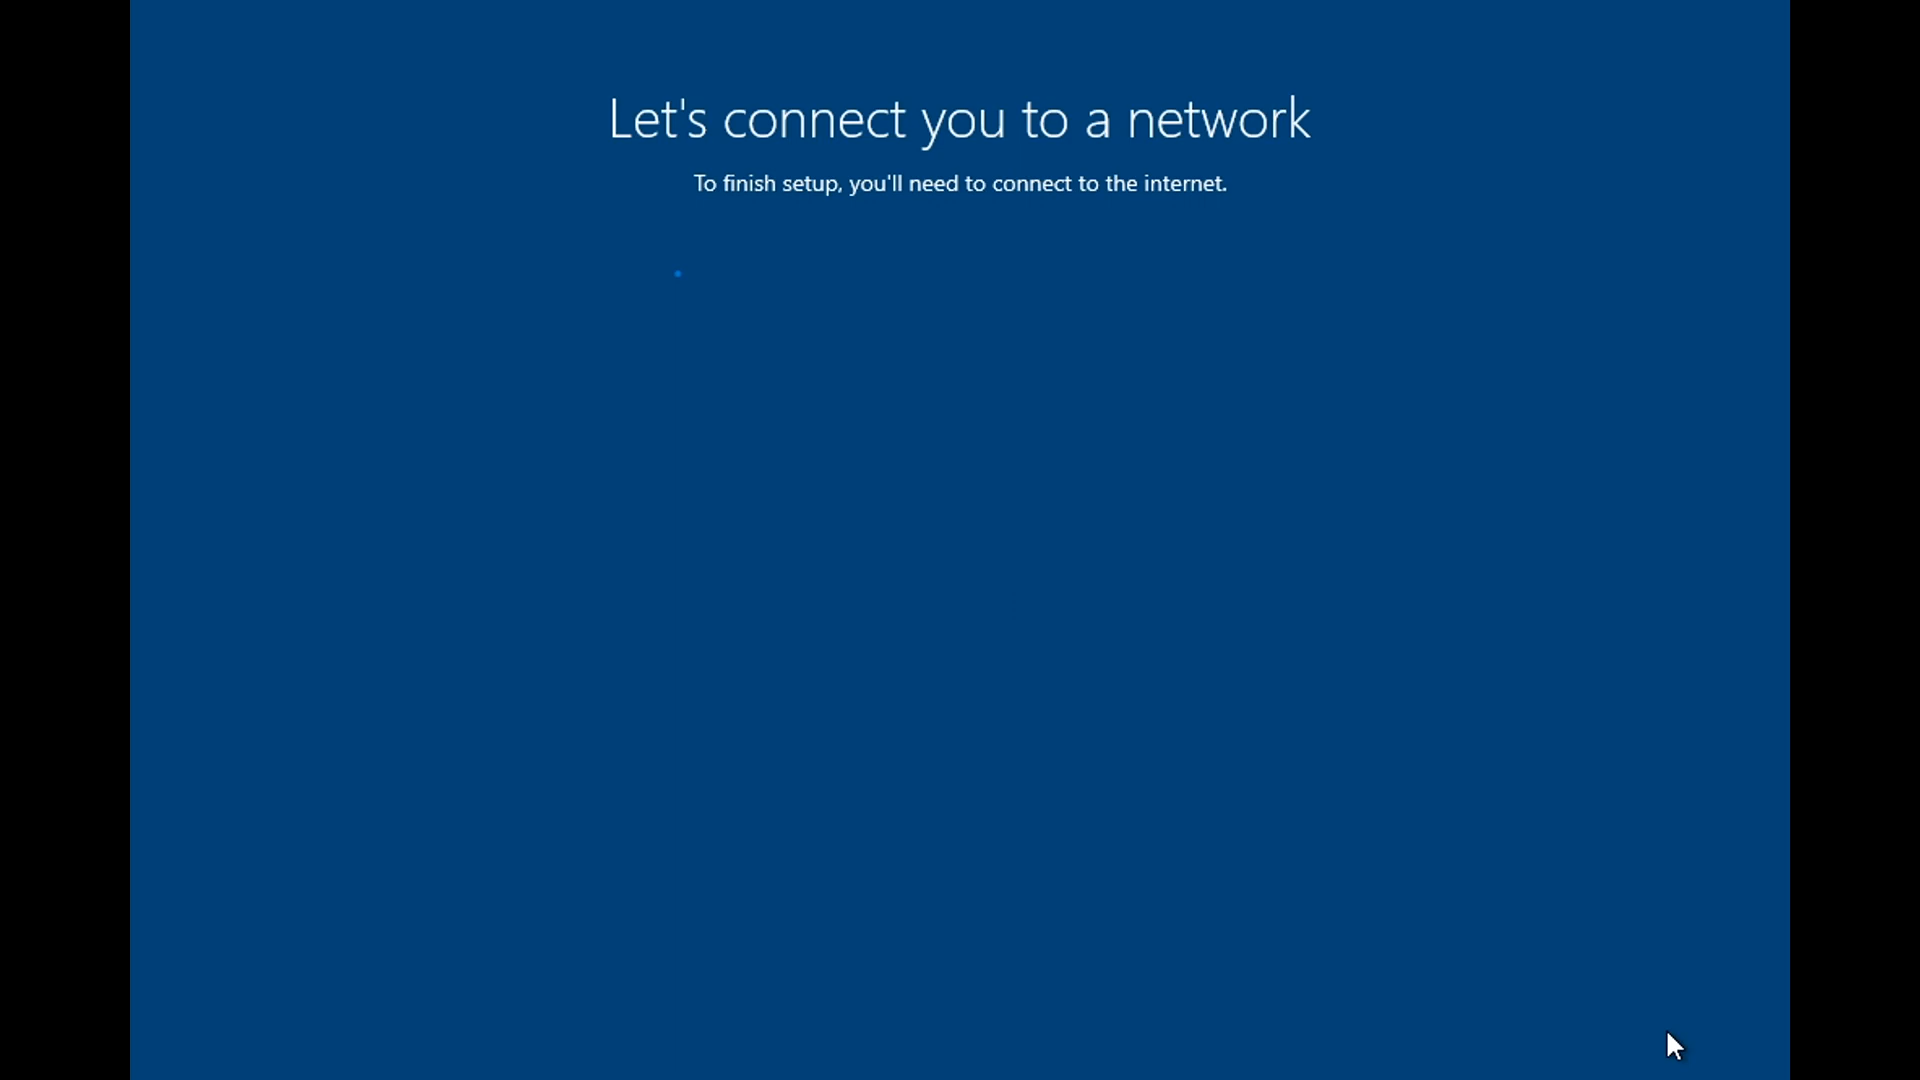 Let's connect you to a network
To finish setup, you'll need to connect to the internet.